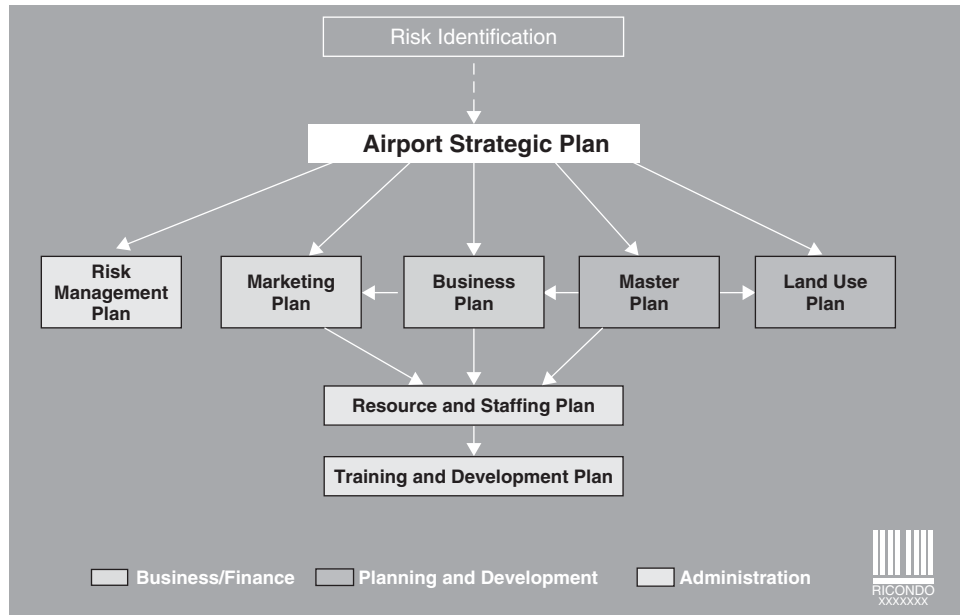 Risk Identification
Airport Strategic Plan
Risk
Management
Plan
Marketing
Plan
Business
Plan
Master
Plan
Land Use
Plan
Resource and Staffing Plan
Training and Development Plan
Business/Finance
Planning and Development
Administration
RICONDO
XXXXXXX